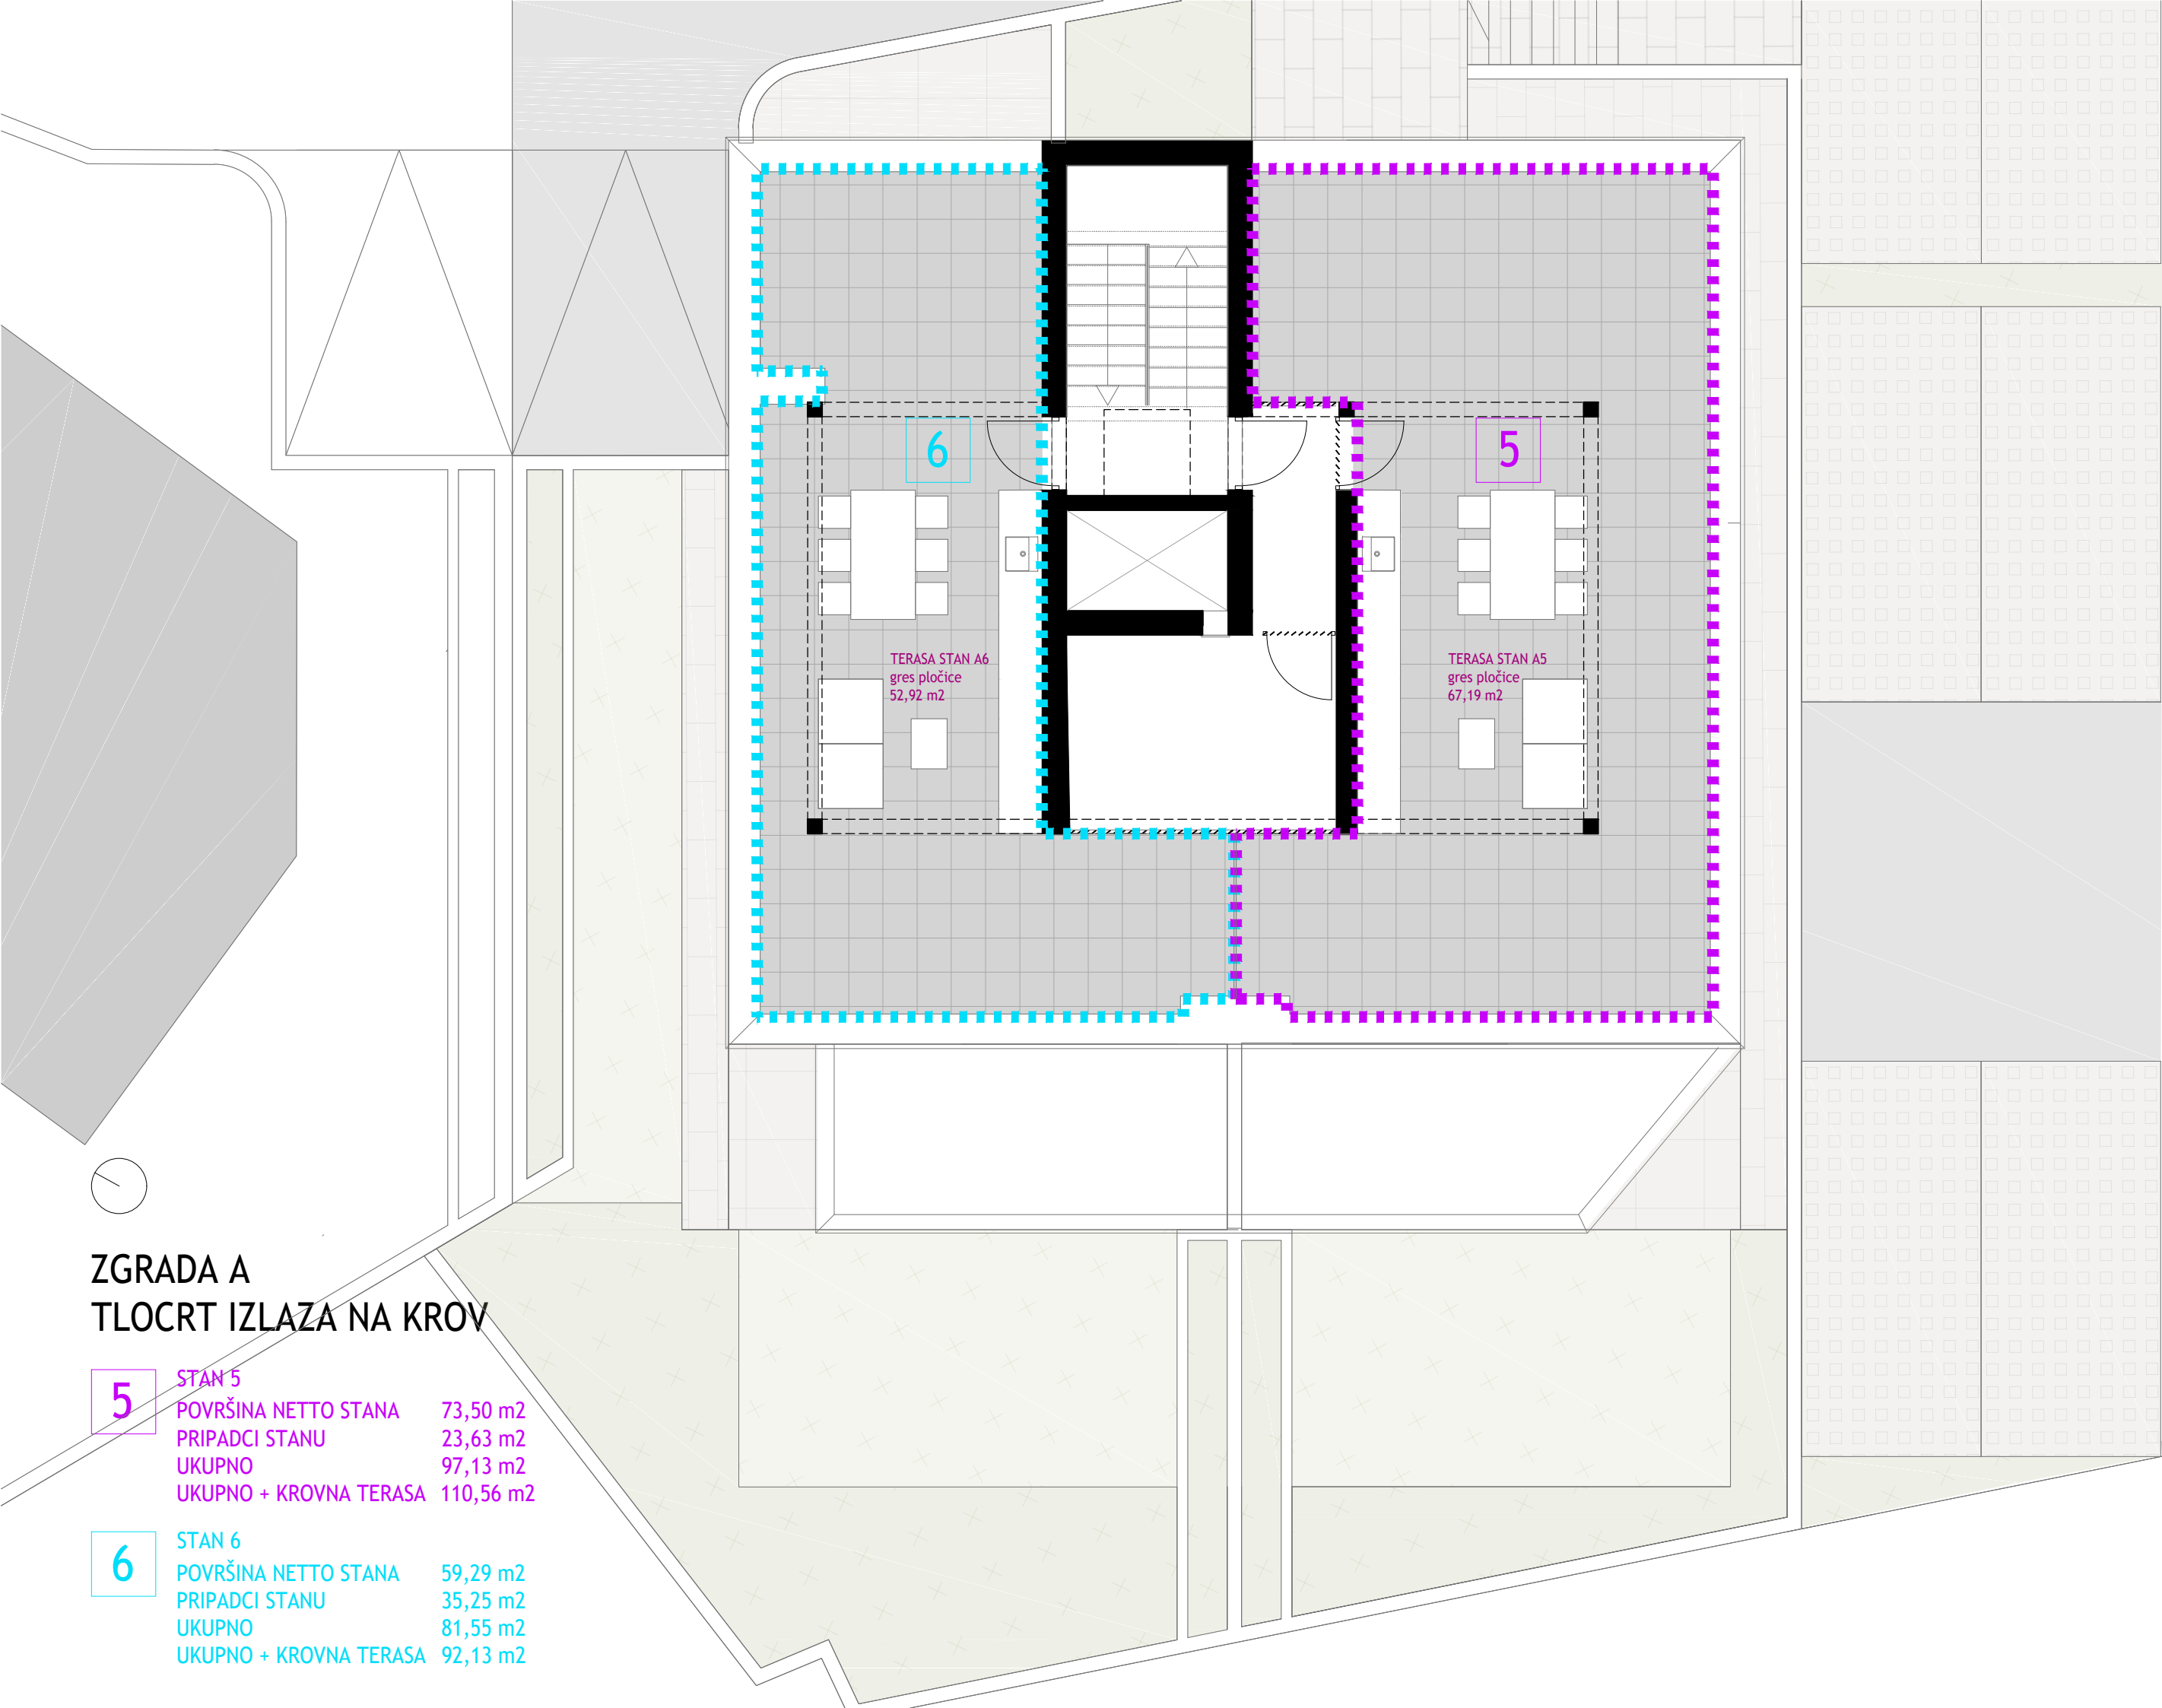 6
5
TERASA STAN A6
gres pločice
52,92 m2
TERASA STAN A5
gres pločice
67,19 m2
ZGRADA A
TLOCRT IZLAZA NA KROV
5
STAN 5
POVRŠINA NETTO STANA 73,50 m2
PRIPADCI STANU 23,63 m2
UKUPNO 97,13 m2
UKUPNO + KROVNA TERASA 110,56 m2
6
STAN 6
POVRŠINA NETTO STANA 59,29 m2
PRIPADCI STANU 35,25 m2
UKUPNO 81,55 m2
UKUPNO + KROVNA TERASA 92,13 m2